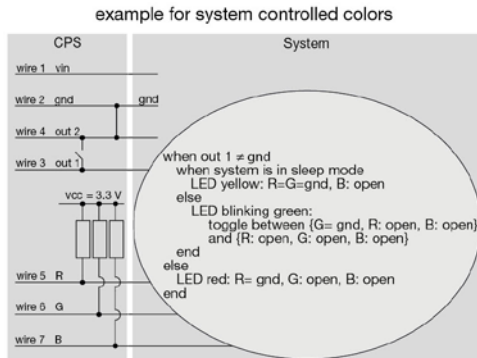 example for system controlled colors
CPS
System
wire 1 vin
wire 2 gnd
gnd
wire 4 out 2
wire 3 out 1
vcc = 3.3 V
when out 1 ≠ gnd
when system is in sleep mode
LED yellow: R=G=gnd, B: open
else
LED blinking green:
toggle between {G= gnd, R: open, B: open}
and {R: open, G: open, B: open}
end
else
LED red: R= gnd, G: open, B: open
end
wire 5 R
wire 6 G
wire 7 B